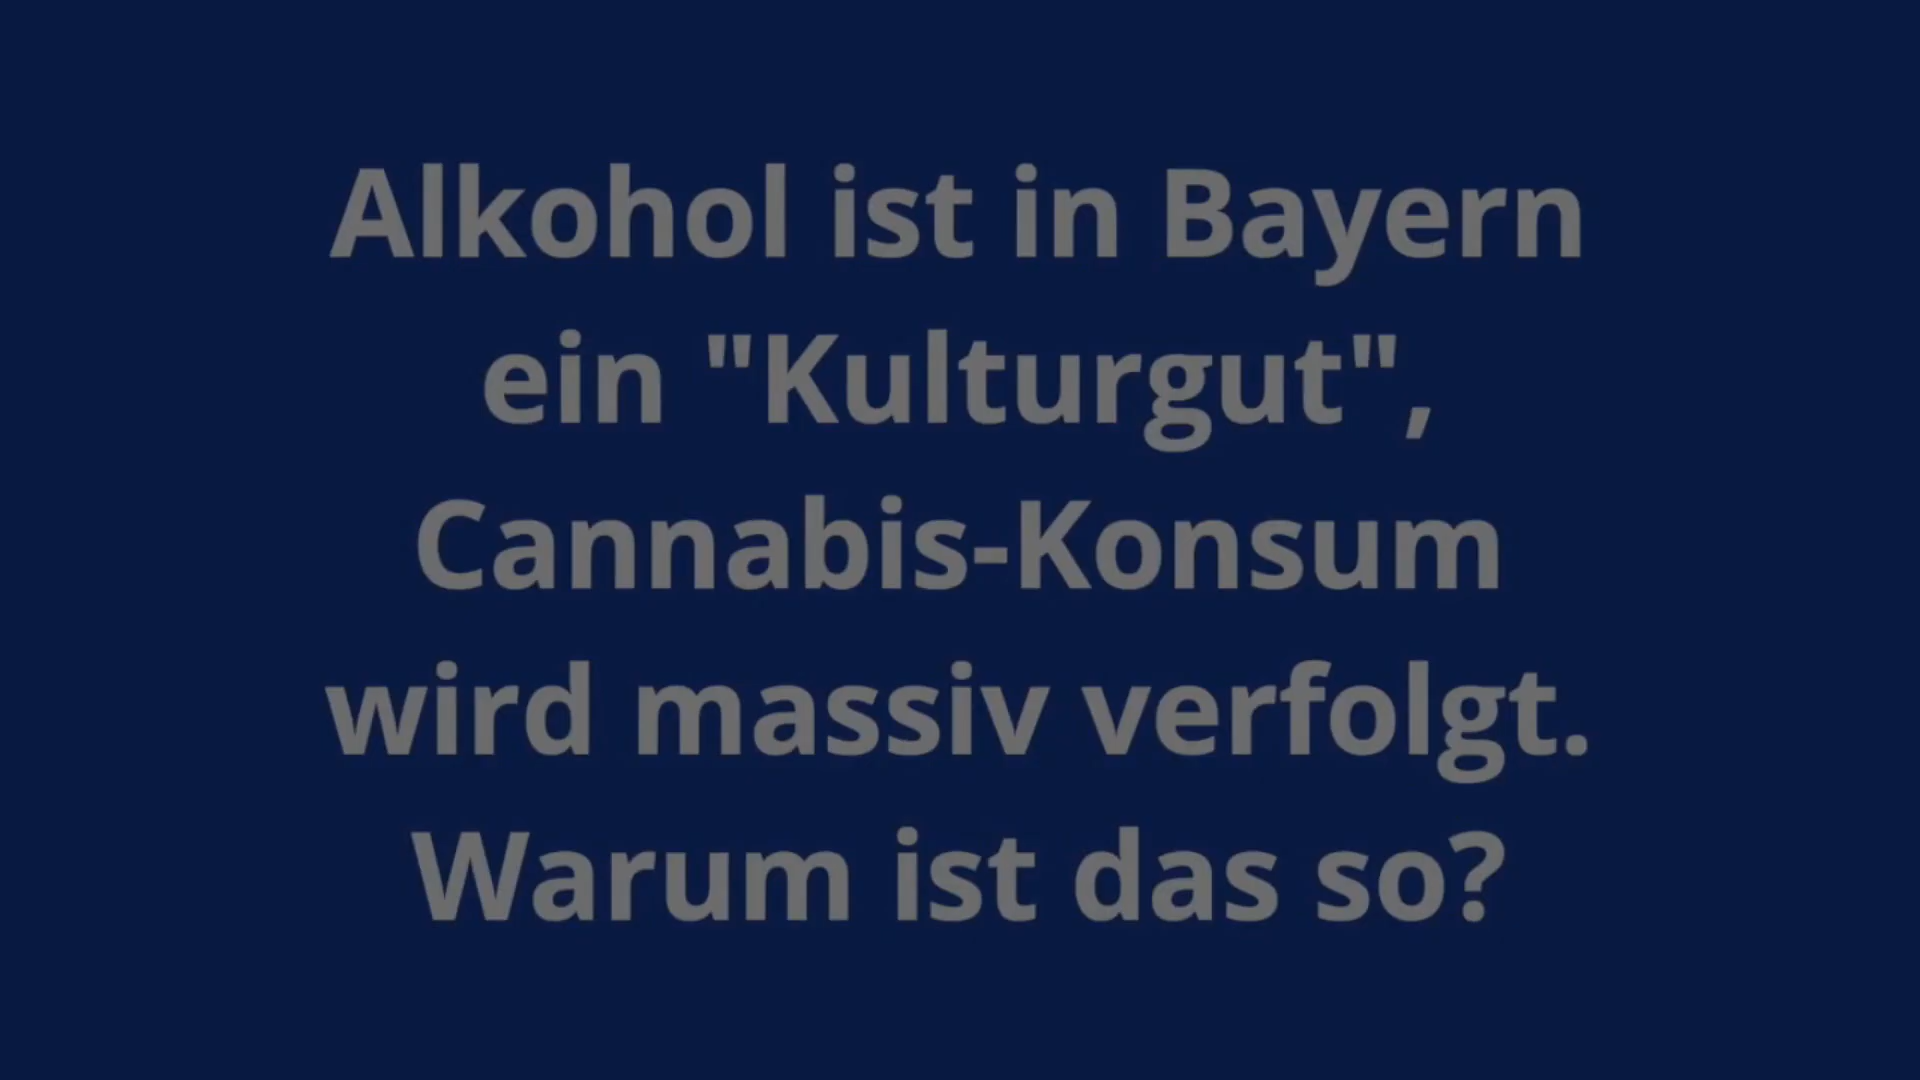 Alkohol ist in Bayern
ein "Kulturgut",
Cannabis-Konsum
wird massiv verfolgt.
Warum ist das so?